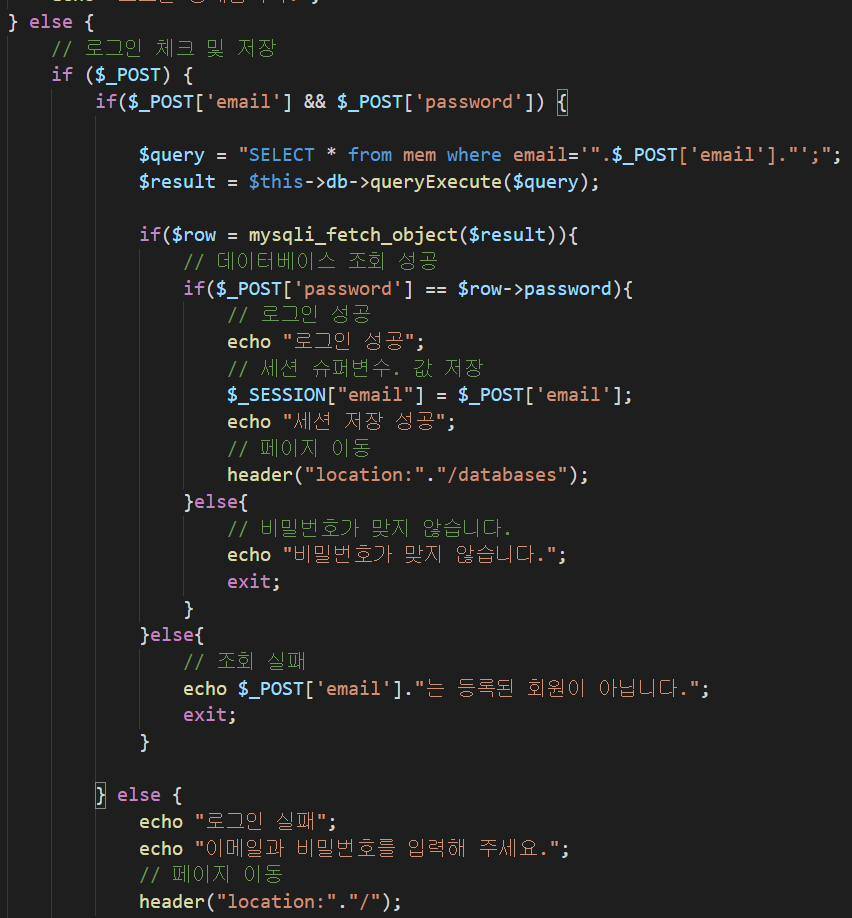 } else {
// 로그인 체크 및 저장
if ($_POST) {
if($_POST['email'] && $_POST['password']) {
$query = "SELECT * from mem where email='".$_POST['email']."';";
$result = $this->db->queryExecute($query);
if($row = mysqli_fetch_object($result)){
// 데이터베이스 조회 성공
if($_POST['password'] == $row->password){
// 로그인 성공
echo "로그인 성공";
// 세션 슈퍼변수. 값 저장
$_SESSION["email"] = $_POST['email'];
echo "세션 저장 성공";
// 페이지 이동
header("location:"."/databases");
}else{
// 비밀번호가 맞지 않습니다.
echo "비밀번호가 맞지 않습니다.";
exit;
}
}else{
// 조회 실패
echo $_POST['email']."는 등록된 회원이 아닙니다.";
exit;
}
} else {
echo "로그인 실패";
echo "이메일과 비밀번호를 입력해 주세요.";
// 페이지 이동
header("location:"."/");